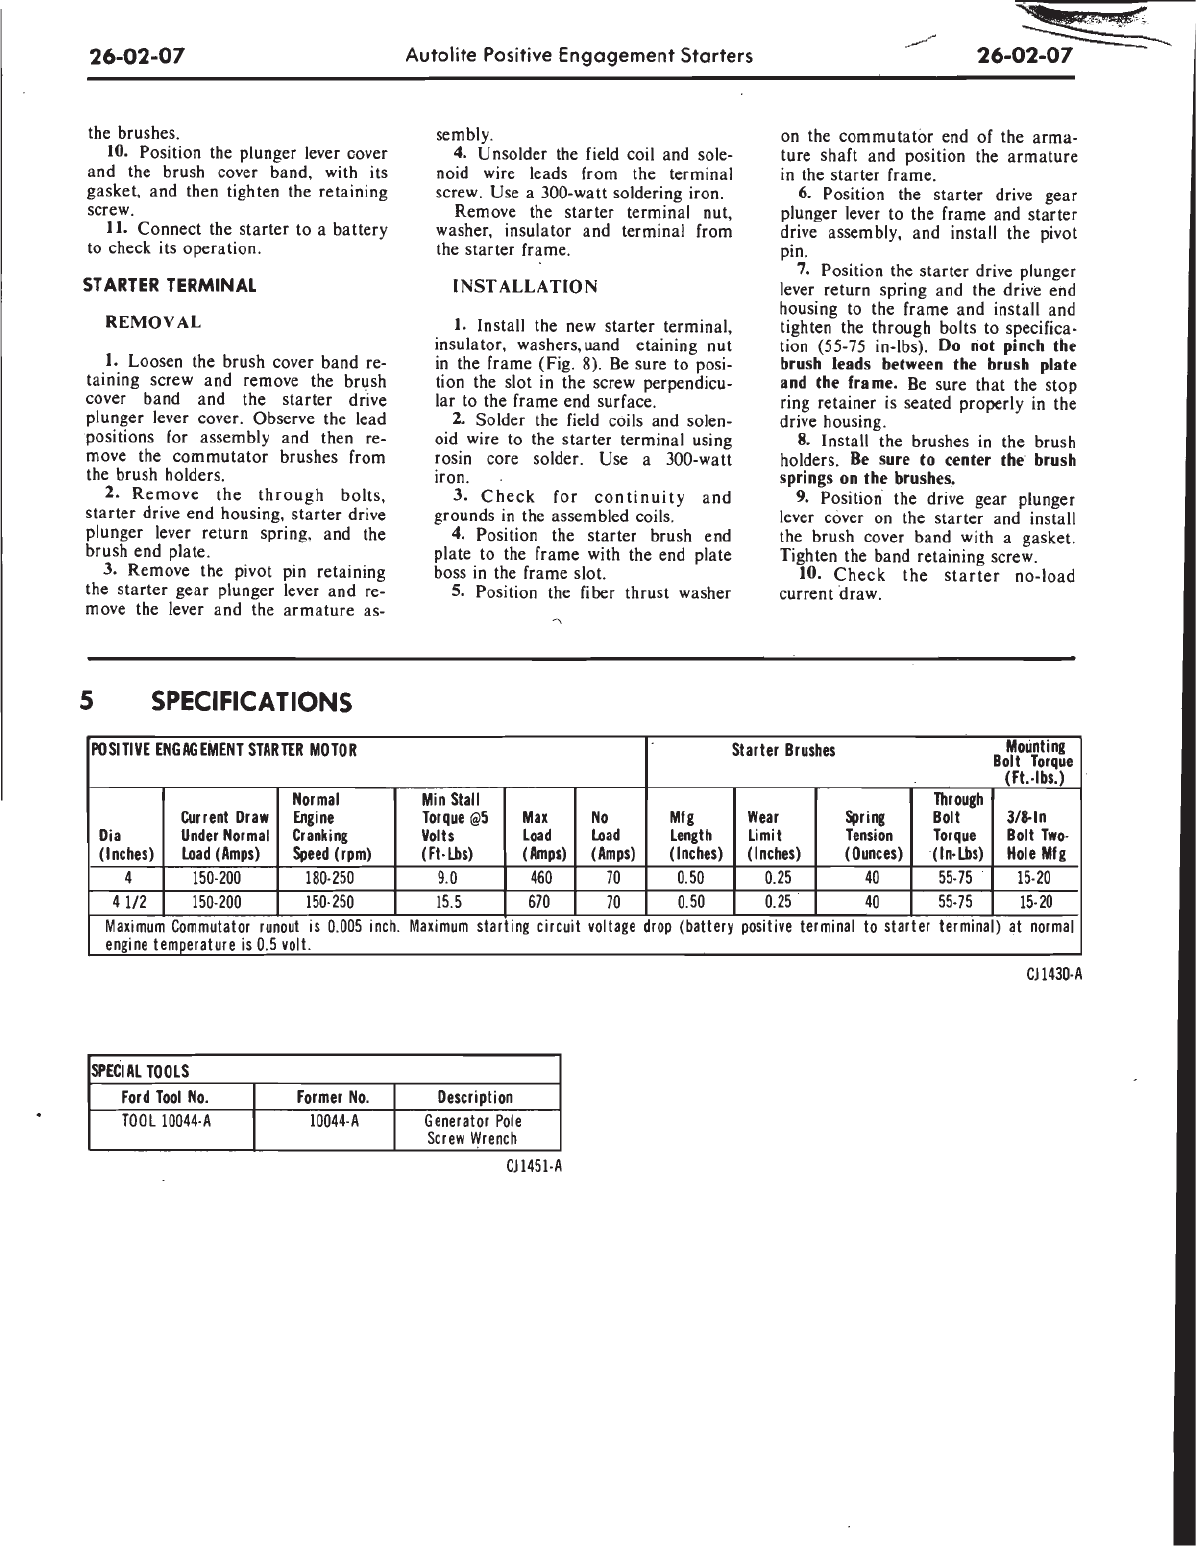 26-02-07 Autolite Positive Engagement Starters 26-02-07
the brushes.
10. Position the plunger lever cover
and the brush cover band, with its
gasket, and then tighten the retaining
screw.
11. Connect the starter to a battery
to check its operation.
STARTER TERMINAL
REMOVAL
1. Loosen the brush cover band re-
taining screw and remove the brush
cover band and the starter drive
plunger lever cover. Observe the lead
positions for assembly and then re-
move the commutator brushes from
the brush holders.
2. Remove the through bolts,
starter drive end housing, starter drive
plunger lever return spring, and the
brush end plate.
3. Remove the pivot pin retaining
the starter gear plunger lever and re-
move the lever and the armature as-
sembly.
4. Unsolder the field coil and sole-
noid wire leads from the terminal
screw. Use a 300-watt soldering iron.
Remove the starter terminal nut,
washer, insulator and terminal from
the starter frame.
INSTALLATION
1. Install the new starter terminal,
insulator, washers,uand etaining nut
in the frame (Fig. 8). Be sure to posi-
tion the slot in the screw perpendicu-
lar to the frame end surface.
2. Solder the field coils and solen-
oid wire to the starter terminal using
rosin core solder. Use a 300-watt
iron.
3. Check for continuity and
grounds in the assembled coils.
4. Position the starter brush end
plate to the frame with the end plate
boss in the frame slot.
5. Position the fiber thrust washer
on the commutator end of the arma-
ture shaft and position the armature
in the starter frame.
6. Position the starter drive gear
plunger lever to the frame and starter
drive assembly, and install the pivot
pin.
7. Position the starter drive plunger
lever return spring and the drive end
housing to the frame and install and
tighten the through bolts to specifica-
tion (55-75 in-lbs). Do not pinch the
brush leads between the brush plate
and the frame. Be sure that the stop
ring retainer is seated properly in the
drive housing.
8. Install the brushes in the brush
holders. Be sure to center the brush
springs on the brushes.
9. Position the drive gear plunger
lever cover on the starter and install
the brush cover band with a gasket.
Tighten the band retaining screw.
10. Check the starter no-load
current draw.
5 SPECIFICATIONS
POSITIVE ENGAGEMENT STARTER MOTOR Starter Brushes Mounting
Bolt Torque
(Ft.-lbs.)
Normal Min Stall Through
Current Draw Engine Torque @5 Max No Mfg Wear Spring Bolt 3/8-In
Dia Under Normal Cranking Volts Load Load Length Limit Tension Torque Bolt Two-
(Inches) Load (Amps) Speed (rpm) (Ft-Lbs) (Amps) (Amps) (Inches) (Inches) (Ounces) (In-Lbs) Hole Mfg
4 150-200 180-250 9.0 460 70 0.50 0.25 40 55-75 15-20
4 1/2 150-200 150-250 15.5 670 70 0.50 0.25 40 55-75 15-20
Maximum Commutator runout is 0.005 inch. Maximum starting circuit voltage drop (battery positive terminal to starter terminal) at normal
engine temperature is 0.5 volt.
CJ1430-A
SPECIAL TOOLS
Ford Tool No. Former No. Description
TOOL 10044-A 10044-A Generator Pole
Screw Wrench
CJ1451-A